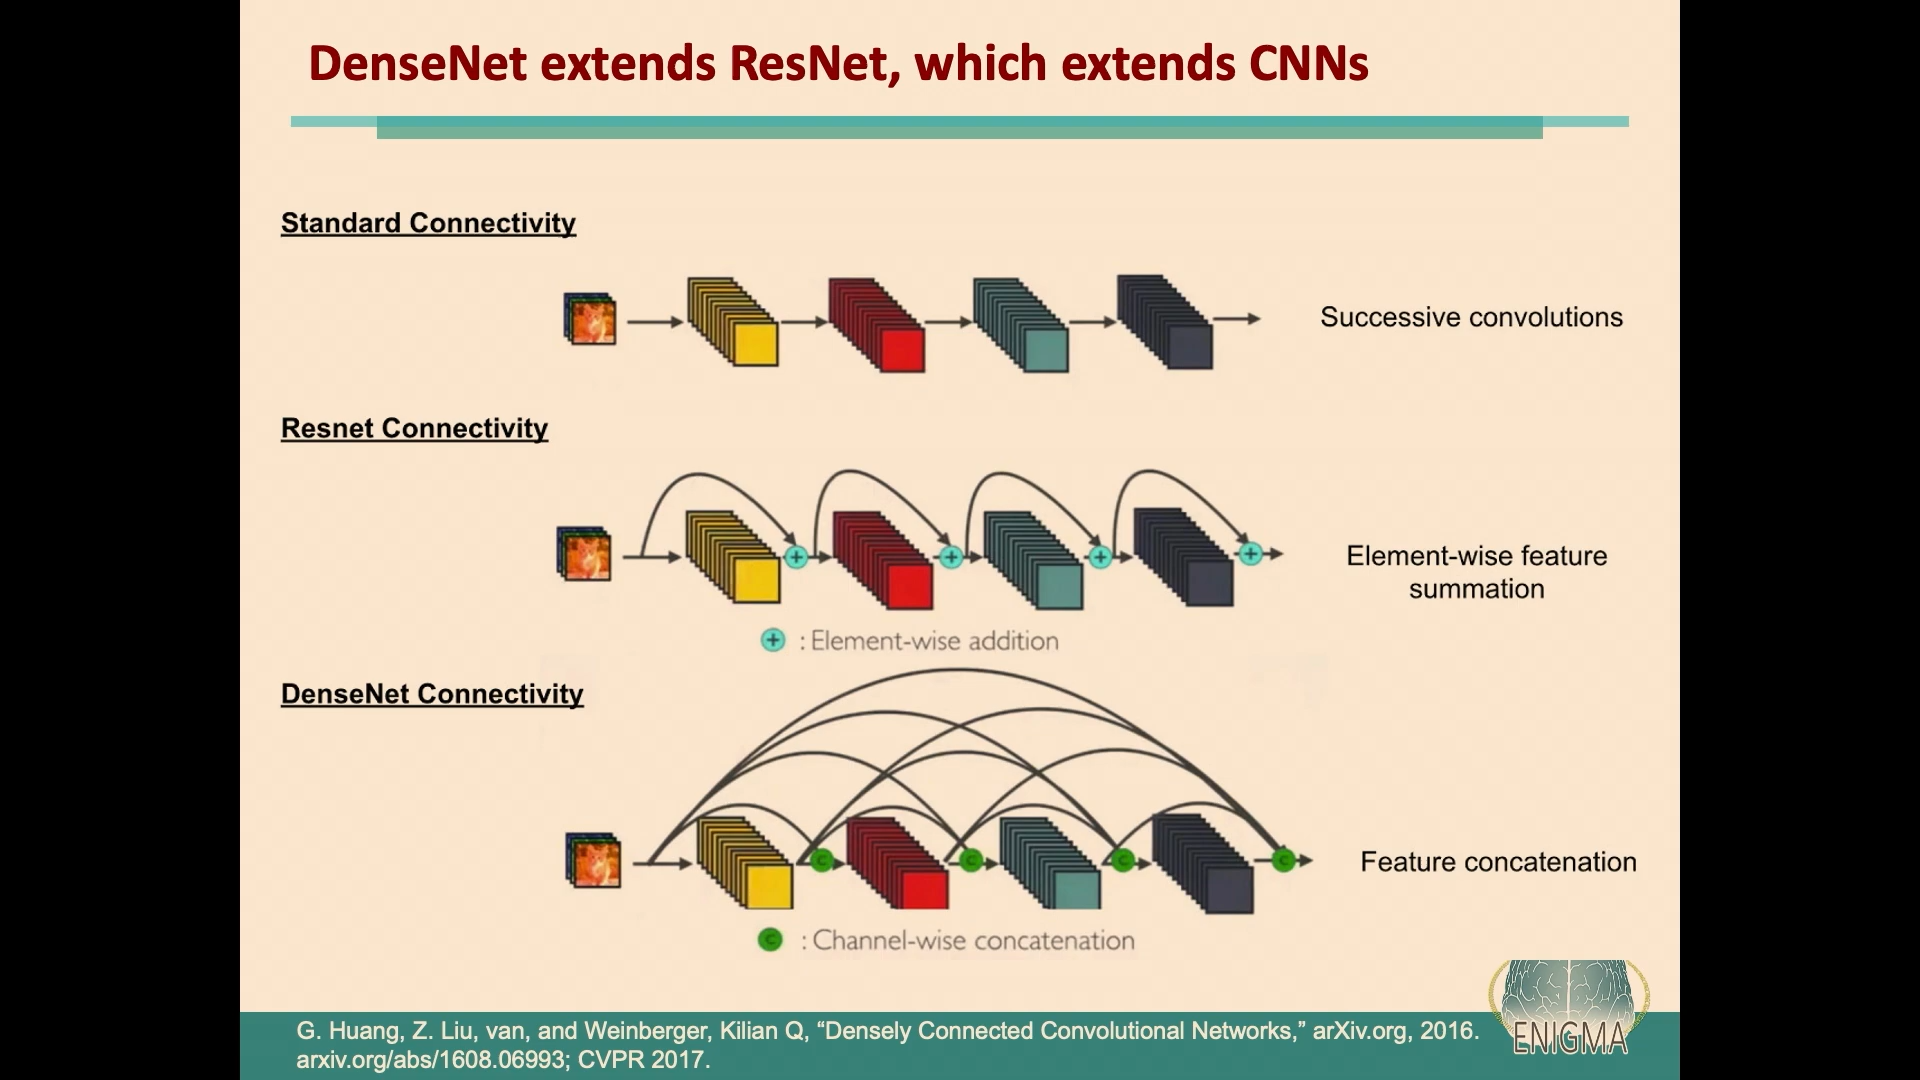 DenseNet extends ResNet, which extends CNNs
Standard Connectivity
Successive convolutions
Resnet Connectivity
+ + + +
Element-wise feature
summation
+ : Element-wise addition
DenseNet Connectivity
C C C C
Feature concatenation
C : Channel-wise concatenation
G. Huang, Z. Liu, van, and Weinberger, Kilian Q, “Densely Connected Convolutional Networks,” arXiv.org, 2016.
arxiv.org/abs/1608.06993; CVPR 2017.
ENIGMA